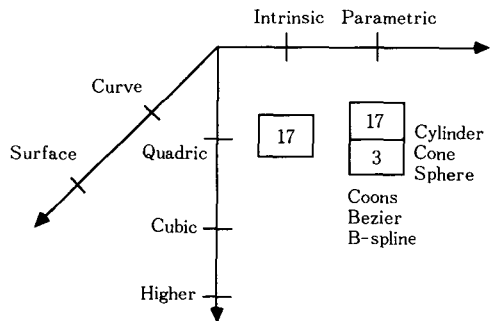 Intrinsic Parametric
Curve
Surface
Quadric
17
17
3
Cylinder
Cone
Sphere
Coons
Bezier
B-spline
Cubic
Higher